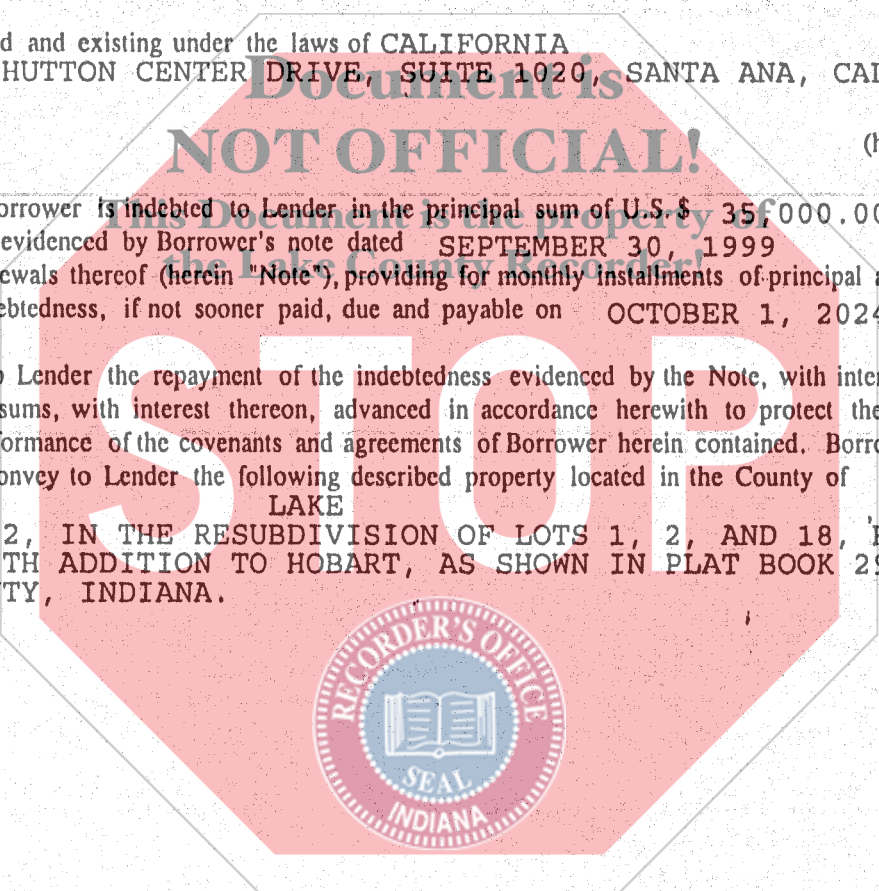 d and existing under the laws of CALIFORNIA
HUTTON CENTER DRIVE, SUITE 1020, SANTA ANA, CAL
Document is
NOT OFFICIAL!
(h
orrower is indebted to Lender in the principal sum of U.S.$ 35,000.00
This Document is the property of
evidenced by Borrower's note dated SEPTEMBER 30, 1999
the Lake County Recorder!
ewals thereof (herein "Note"), providing for monthly installments of principal a
ebtedness, if not sooner paid, due and payable on OCTOBER 1, 2024
STOP
o Lender the repayment of the indebtedness evidenced by the Note, with inter
sums, with interest thereon, advanced in accordance herewith to protect the
formance of the covenants and agreements of Borrower herein contained. Borro
onvey to Lender the following described property located in the County of
LAKE
2, IN THE RESUBDIVISION OF LOTS 1, 2, AND 18,
TH ADDITION TO HOBART, AS SHOWN IN PLAT BOOK 29
TY, INDIANA.
RECORDER'S OFFICE
SEAL
INDIANA